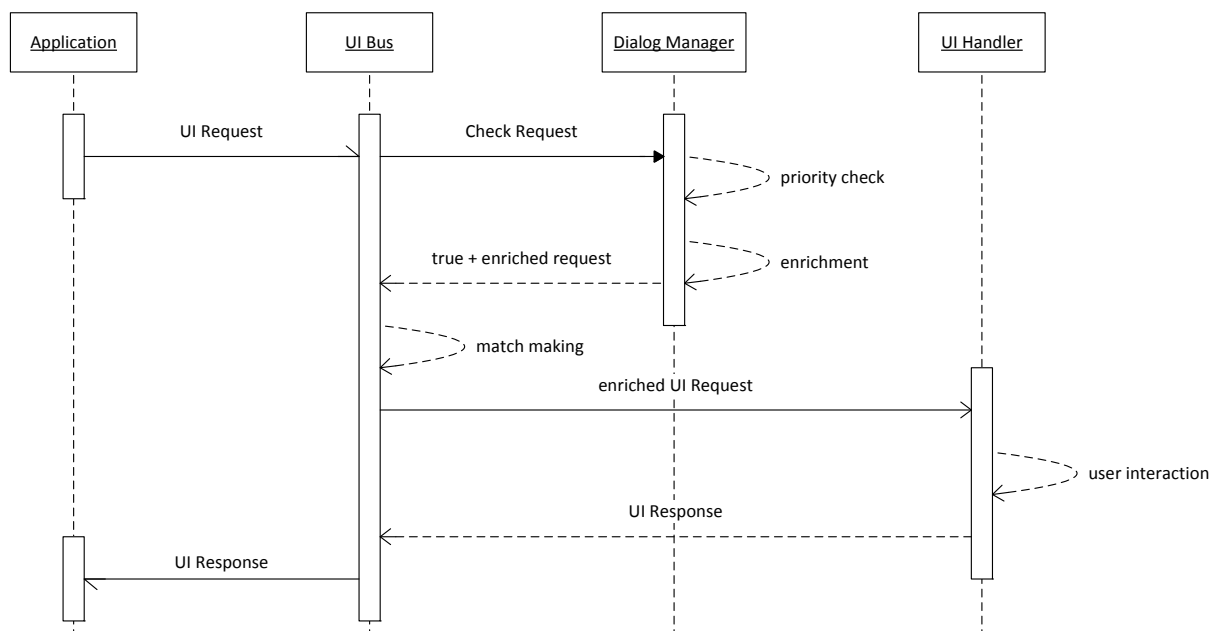 Application
UI Bus
Dialog Manager
UI Handler
UI Request
Check Request
priority check
true + enriched request
enrichment
match making
enriched UI Request
user interaction
UI Response
UI Response